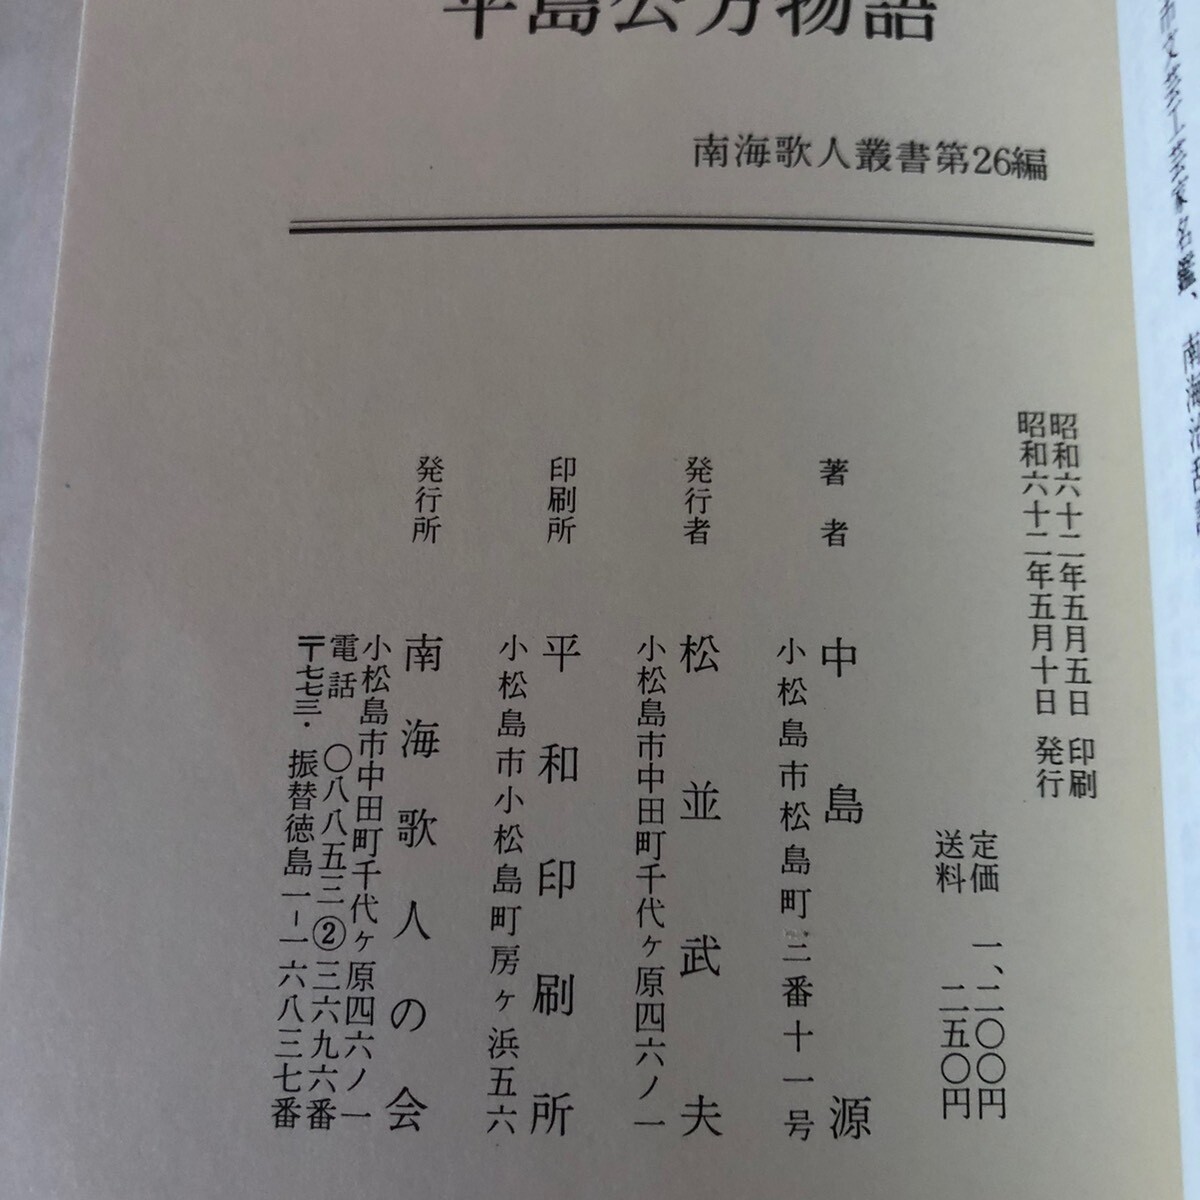 平島公方物語
南海歌人叢書第26編
昭和六十二年五月五日 印刷
昭和六十二年五月十日 発行
定価 一、二〇〇円
送料 二五〇円
著者 中島源
小松島市松島町三番十一号
発行者 松並武夫
小松島市中田町千代ヶ原四六ノ一
印刷所 平和印刷所
小松島市小松島町房ヶ浜五六
発行所 南海歌人の会
小松島市中田町千代ヶ原四六ノ一
電話 〇八八五三②三六九六番
〒七七三・振替徳島一-一六八三七番